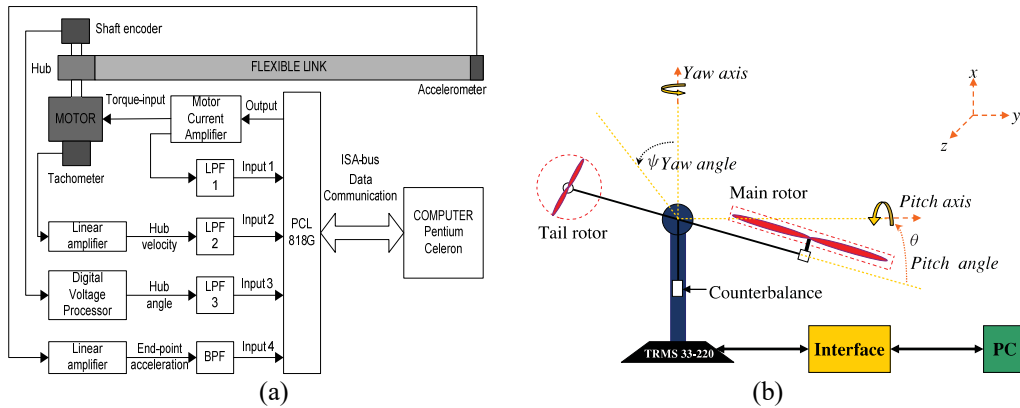 Shaft encoder
Hub
FLEXIBLE LINK
Accelerometer
Torque-input
Output
MOTOR
Motor
Current
Amplifier
Tachometer
LPF
1
Input 1
ISA-bus
Data
Communication
PCL
818G
COMPUTER
Pentium
Celeron
Linear
amplifier
Hub
velocity
LPF
2
Input 2
Digital
Voltage
Processor
Hub
angle
LPF
3
Input 3
Linear
amplifier
End-point
acceleration
BPF
Input 4
(a)
Yaw axis
x
y
z
ψ Yaw angle
Main rotor
Pitch axis
Tail rotor
θ
Pitch angle
Counterbalance
TRMS 33-220
Interface
PC
(b)